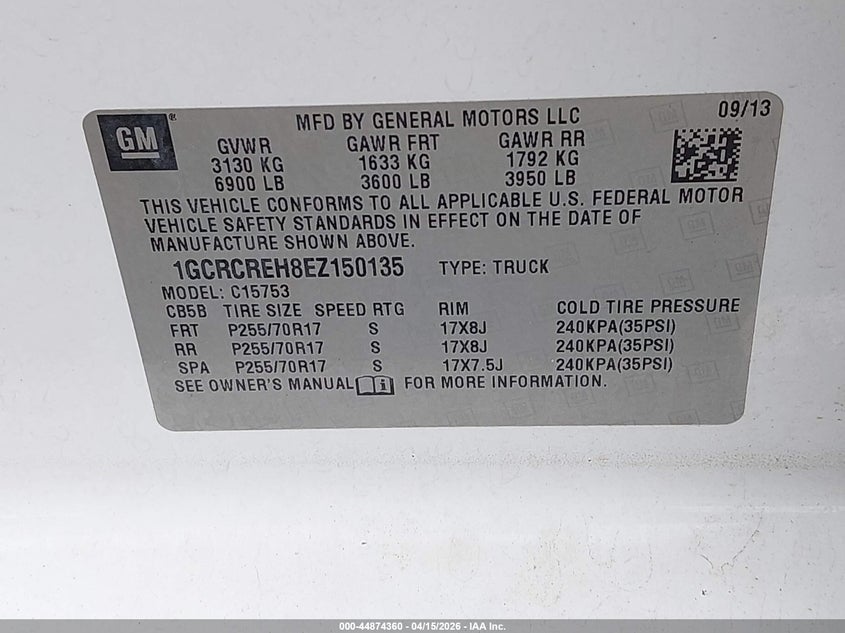 GM ®
MFD BY GENERAL MOTORS LLC 09/13
GVWR GAWR FRT GAWR RR
3130 KG 1633 KG 1792 KG
6900 LB 3600 LB 3950 LB
THIS VEHICLE CONFORMS TO ALL APPLICABLE U.S. FEDERAL MOTOR
VEHICLE SAFETY STANDARDS IN EFFECT ON THE DATE OF
MANUFACTURE SHOWN ABOVE.
1GCRCREH8EZ150135 TYPE: TRUCK
MODEL: C15753
CB5B TIRE SIZE SPEED RTG RIM COLD TIRE PRESSURE
FRT P255/70R17 S 17X8J 240KPA(35PSI)
RR P255/70R17 S 17X8J 240KPA(35PSI)
SPA P255/70R17 S 17X7.5J 240KPA(35PSI)
SEE OWNER'S MANUAL FOR MORE INFORMATION.
000-44874360 - 04/15/2026 - IAA Inc.